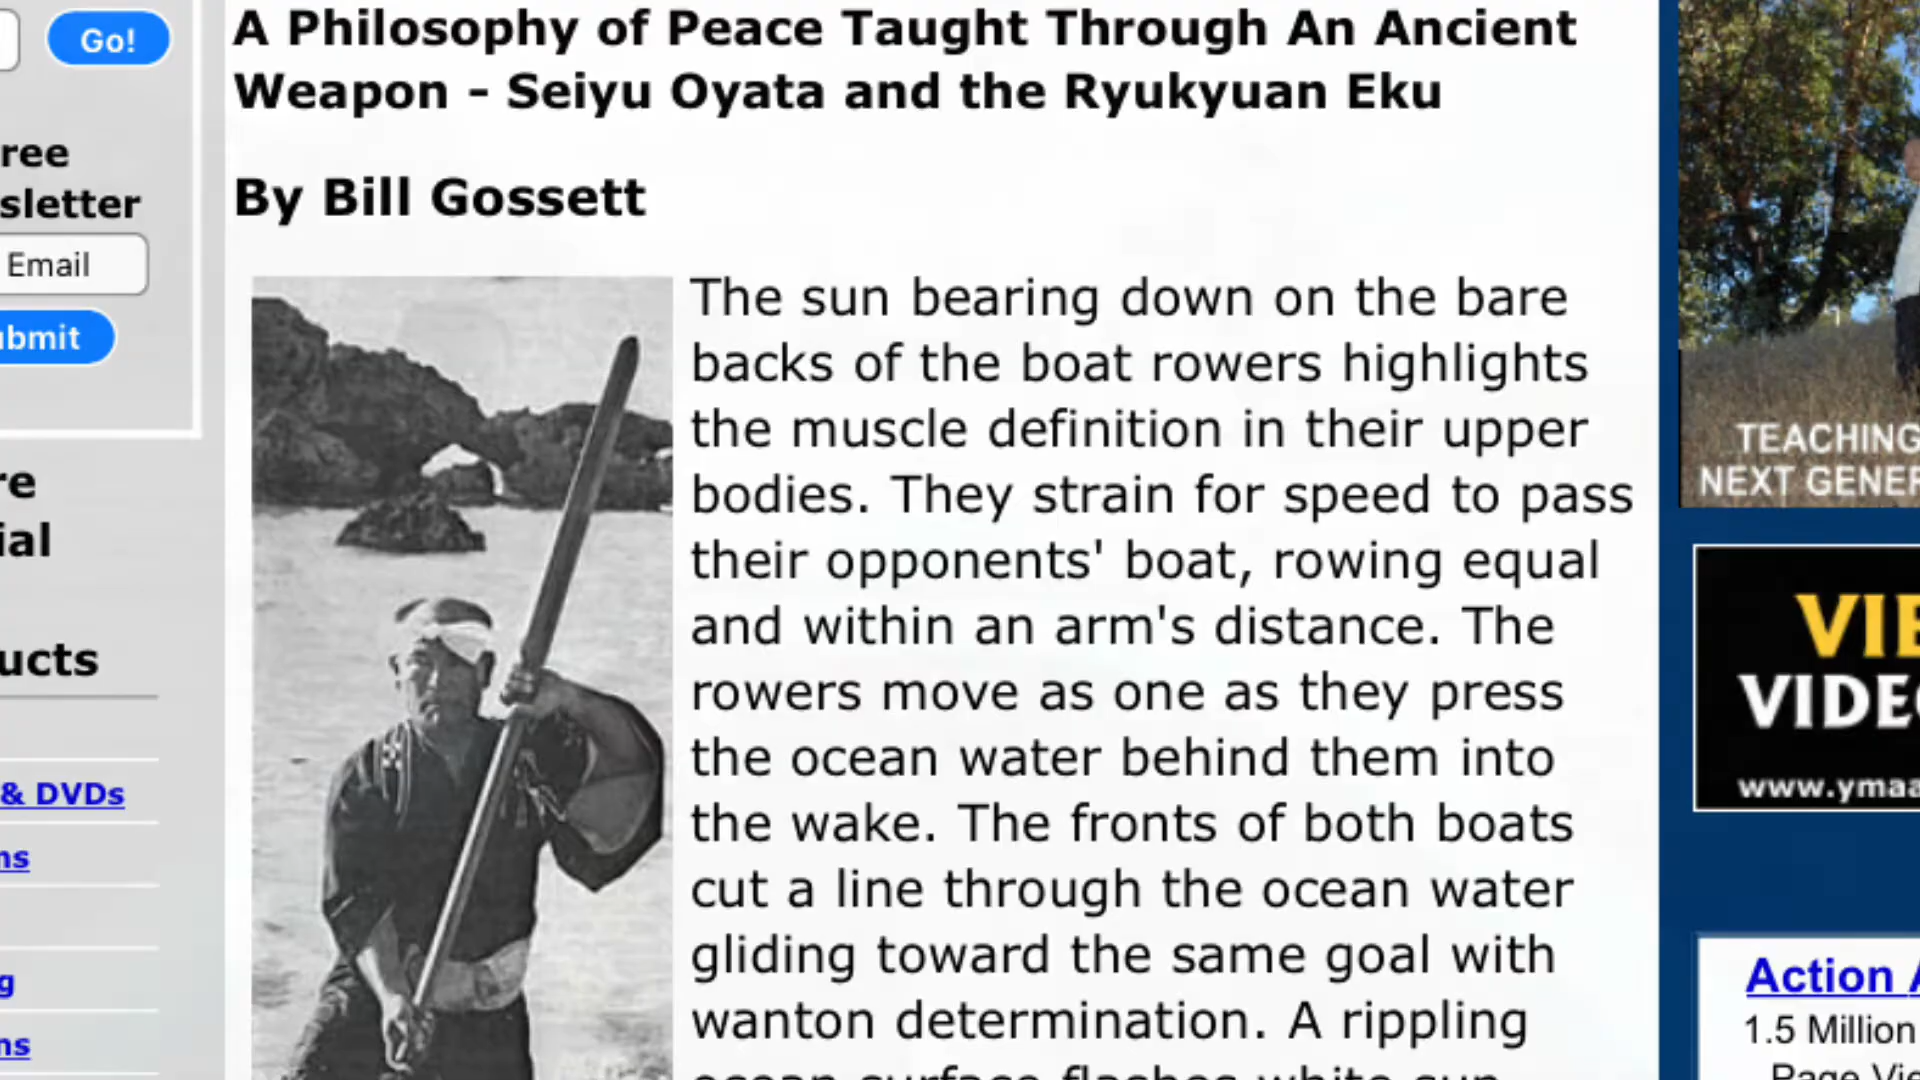 Go!
A Philosophy of Peace Taught Through An Ancient
Weapon - Seiyu Oyata and the Ryukyuan Eku
By Bill Gossett
The sun bearing down on the bare
backs of the boat rowers highlights
the muscle definition in their upper
bodies. They strain for speed to pass
their opponents' boat, rowing equal
and within an arm's distance. The
rowers move as one as they press
the ocean water behind them into
the wake. The fronts of both boats
cut a line through the ocean water
gliding toward the same goal with
wanton determination. A rippling
ree
sletter
Email
ubmit
re
ial
ucts
& DVDs
ns
g
ns
TEACHING
NEXT GENER
VIE
VIDE
www.ymaa
Action A
1.5 Million
Page Vie